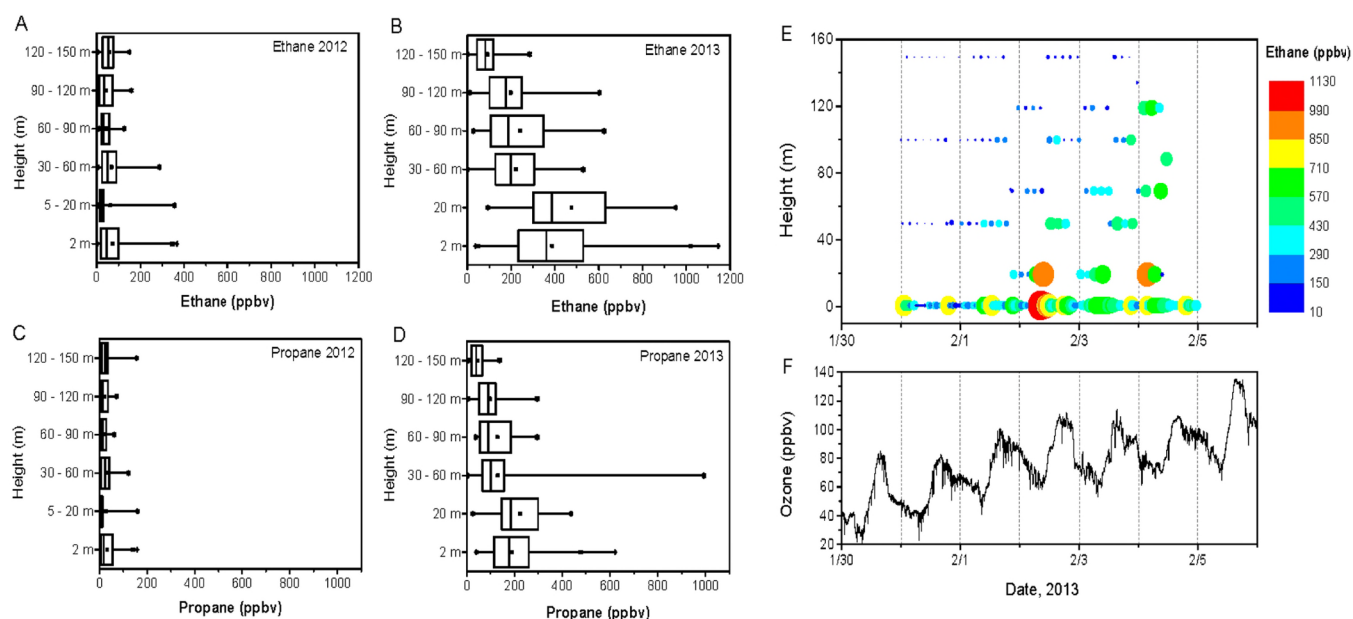 A
Ethane 2012
Height (m)
120 - 150 m
90 - 120 m
60 - 90 m
30 - 60 m
5 - 20 m
2 m
0 200 400 600 800 1000 1200
Ethane (ppbv)
B
Ethane 2013
Height (m)
120 - 150 m
90 - 120 m
60 - 90 m
30 - 60 m
20 m
2 m
0 200 400 600 800 1000 1200
Ethane (ppbv)
C
Propane 2012
Height (m)
120 - 150 m
90 - 120 m
60 - 90 m
30 - 60 m
5 - 20 m
2 m
0 200 400 600 800 1000
Propane (ppbv)
D
Propane 2013
Height (m)
120 - 150 m
90 - 120 m
60 - 90 m
30 - 60 m
20 m
2 m
0 200 400 600 800 1000
Propane (ppbv)
E
Height (m)
160
120
80
40
0
1/30 2/1 2/3 2/5
Ethane (ppbv)
1130
990
850
710
570
430
290
150
10
F
Ozone (ppbv)
140
120
100
80
60
40
20
1/30 2/1 2/3 2/5
Date, 2013